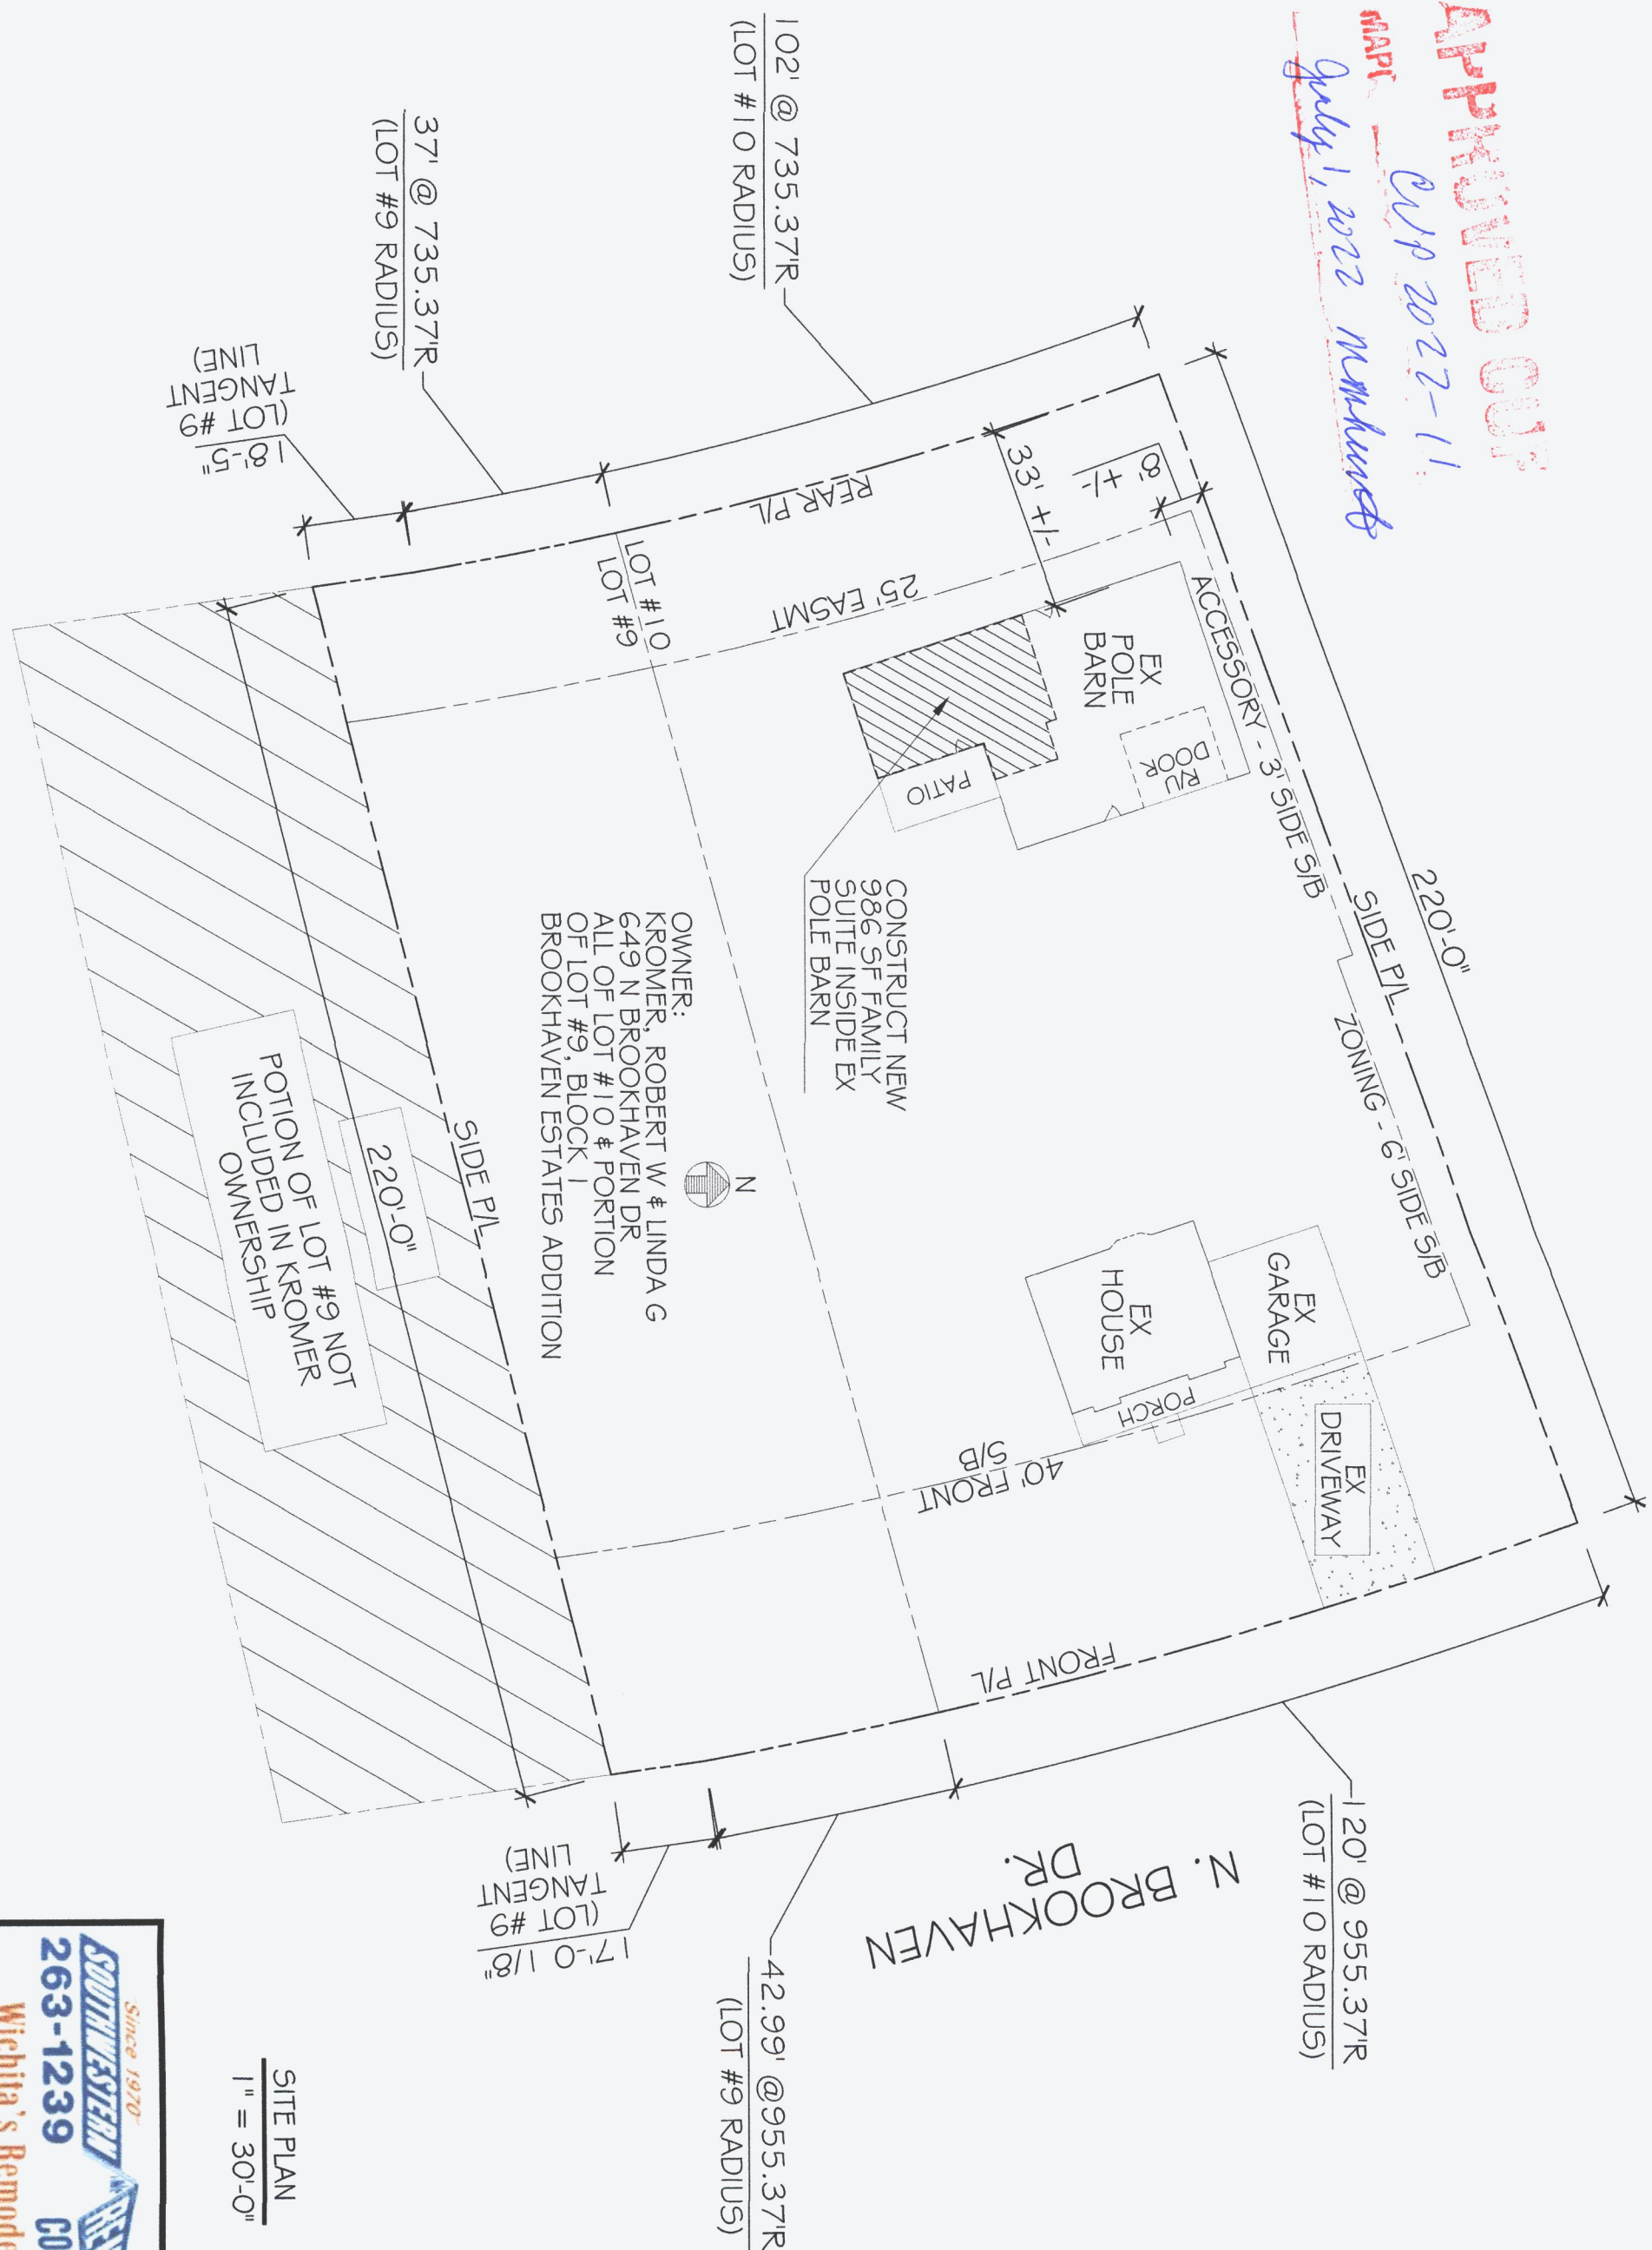 APPROVED
CUP 2022-11
MAPC
July 1, 2022
220'-0"
SIDE P/L
ACCESSORY - 3' SIDE S/B
ZONING - 6' SIDE S/B
8' +/-
33' +/-
102' @ 735.37'R
(LOT #10 RADIUS)
37' @ 735.37'R
(LOT #9 RADIUS)
18'-5"
(LOT #9
TANGENT
LINE)
REAR P/L
25' EASMT
LOT #10
LOT #9
EX
POLE
BARN
R/U
DOOR
PATIO
CONSTRUCT NEW
986 SF FAMILY
SUITE INSIDE EX
POLE BARN
EX
GARAGE
EX
HOUSE
PORCH
EX
DRIVEWAY
40' FRONT
S/B
FRONT P/L
N
OWNER:
KROMER, ROBERT W & LINDA G
649 N BROOKHAVEN DR
ALL OF LOT #10 & PORTION
OF LOT #9, BLOCK 1
BROOKHAVEN ESTATES ADDITION
SIDE P/L
220'-0"
POTION OF LOT #9 NOT
INCLUDED IN KROMER
OWNERSHIP
120' @ 955.37'R
(LOT #10 RADIUS)
N. BROOKHAVEN
DR.
42.99' @955.37'R
(LOT #9 RADIUS)
17'-0 1/8"
(LOT #9
TANGENT
LINE)
SITE PLAN
1" = 30'-0"
Since 1970
SOUTHWESTERN
263-1239
Wichita's